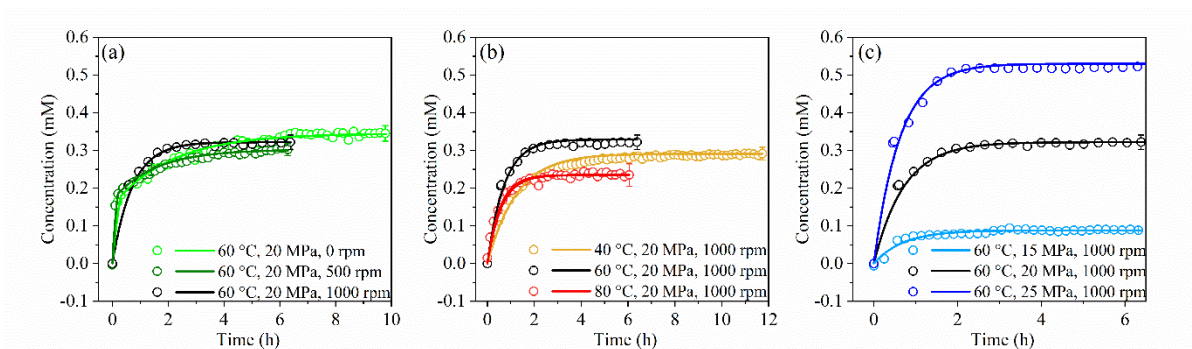 (a)
Concentration (mM)
0.6
0.5
0.4
0.3
0.2
0.1
0.0
-0.1
60 °C, 20 MPa, 0 rpm
60 °C, 20 MPa, 500 rpm
60 °C, 20 MPa, 1000 rpm
0 2 4 6 8 10
Time (h)
(b)
Concentration (mM)
0.6
0.5
0.4
0.3
0.2
0.1
0.0
-0.1
40 °C, 20 MPa, 1000 rpm
60 °C, 20 MPa, 1000 rpm
80 °C, 20 MPa, 1000 rpm
0 2 4 6 8 10 12
Time (h)
(c)
Concentration (mM)
0.6
0.5
0.4
0.3
0.2
0.1
0.0
-0.1
60 °C, 15 MPa, 1000 rpm
60 °C, 20 MPa, 1000 rpm
60 °C, 25 MPa, 1000 rpm
0 2 4 6
Time (h)